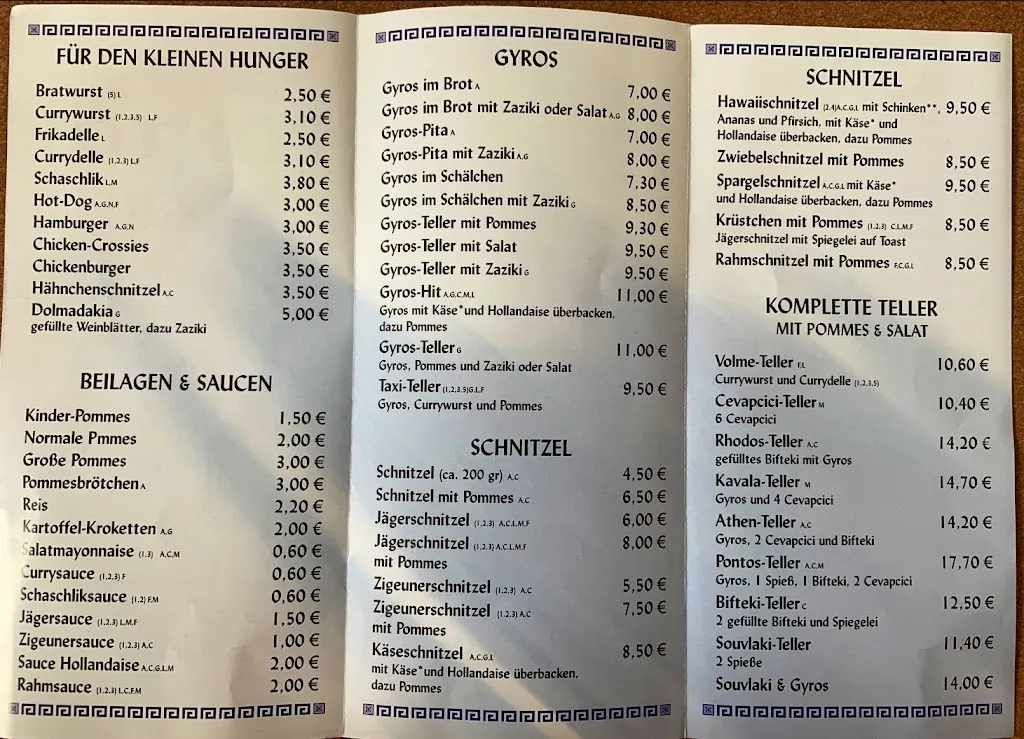 FÜR DEN KLEINEN HUNGER
Bratwurst (5) L 2,50 €
Currywurst (1,2,3,5) L.F 3,10 €
Frikadelle L 2,50 €
Currydelle (1,2,3) L.F 3,10 €
Schaschlik L.M 3,80 €
Hot-Dog A.G.N.F 3,00 €
Hamburger A.G.N 3,00 €
Chicken-Crossies 3,50 €
Chickenburger 3,50 €
Hähnchenschnitzel A.C 3,50 €
Dolmadakia G 5,00 €
gefüllte Weinblätter, dazu Zaziki
BEILAGEN & SAUCEN
Kinder-Pommes 1,50 €
Normale Pmmes 2,00 €
Große Pommes 3,00 €
Pommesbrötchen A 3,00 €
Reis 2,20 €
Kartoffel-Kroketten A.G 2,00 €
Salatmayonnaise (1.3) A.C.M 0,60 €
Currysauce (1,2,3) F 0,60 €
Schaschliksauce (1.2) F.M 0,60 €
Jägersauce (1,2,3) L.M.F 1,50 €
Zigeunersauce (1,2,3) A.C 1,00 €
Sauce Hollandaise A.C.G.L.M 2,00 €
Rahmsauce (1,2,3) L.C.F.M 2,00 €
GYROS
Gyros im Brot A 7,00 €
Gyros im Brot mit Zaziki oder Salat A.G 8,00 €
Gyros-Pita A 7,00 €
Gyros-Pita mit Zaziki A.G 8,00 €
Gyros im Schälchen 7,30 €
Gyros im Schälchen mit Zaziki G 8,50 €
Gyros-Teller mit Pommes 9,30 €
Gyros-Teller mit Salat 9,50 €
Gyros-Teller mit Zaziki G 9,50 €
Gyros-Hit A.G.C.M.L 11,00 €
Gyros mit Käse*und Hollandaise überbacken,
dazu Pommes
Gyros-Teller G 11,00 €
Gyros, Pommes und Zaziki oder Salat
Taxi-Teller (1,2,3,5)G.L.F 9,50 €
Gyros, Currywurst und Pommes
SCHNITZEL
Schnitzel (ca. 200 gr) A.C 4,50 €
Schnitzel mit Pommes A.C 6,50 €
Jägerschnitzel (1,2,3) A.C.L.M.F 6,00 €
Jägerschnitzel (1,2,3) A.C.L.M.F 8,00 €
mit Pommes
Zigeunerschnitzel (1,2,3) A.C 5,50 €
Zigeunerschnitzel (1,2,3) A.C 7,50 €
mit Pommes
Käseschnitzel A.C.G.L 8,50 €
mit Käse*und Hollandaise überbacken,
dazu Pommes
SCHNITZEL
Hawaiischnitzel (2.4)A.C.G.L mit Schinken**, 9,50 €
Ananas und Pfirsich, mit Käse* und
Hollandaise überbacken, dazu Pommes
Zwiebelschnitzel mit Pommes 8,50 €
Spargelschnitzel A.C.G.L mit Käse* 9,50 €
und Hollandaise überbacken, dazu Pommes
Krüstchen mit Pommes (1,2,3) C.L.M.F 8,50 €
Jägerschnitzel mit Spiegelei auf Toast
Rahmschnitzel mit Pommes F.C.G.L 8,50 €
KOMPLETTE TELLER
MIT POMMES & SALAT
Volme-Teller F.L 10,60 €
Currywurst und Currydelle (1,2,3,5)
Cevapcici-Teller M 10,40 €
6 Cevapcici
Rhodos-Teller A.C 14,20 €
gefülltes Bifteki mit Gyros
Kavala-Teller M 14,70 €
Gyros und 4 Cevapcici
Athen-Teller A.C 14,20 €
Gyros, 2 Cevapcici und Bifteki
Pontos-Teller A.C.M 17,70 €
Gyros, 1 Spieß, 1 Bifteki, 2 Cevapcici
Bifteki-Teller C 12,50 €
2 gefüllte Bifteki und Spiegelei
Souvlaki-Teller 11,40 €
2 Spieße
Souvlaki & Gyros 14,00 €